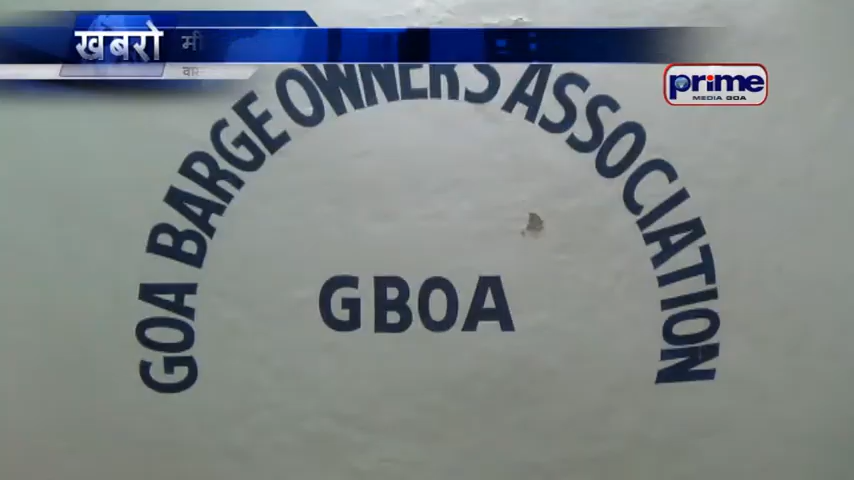 खबरो
prime
MEDIA GOA
GOA BARGE OWNERS ASSOCIATION
GBOA